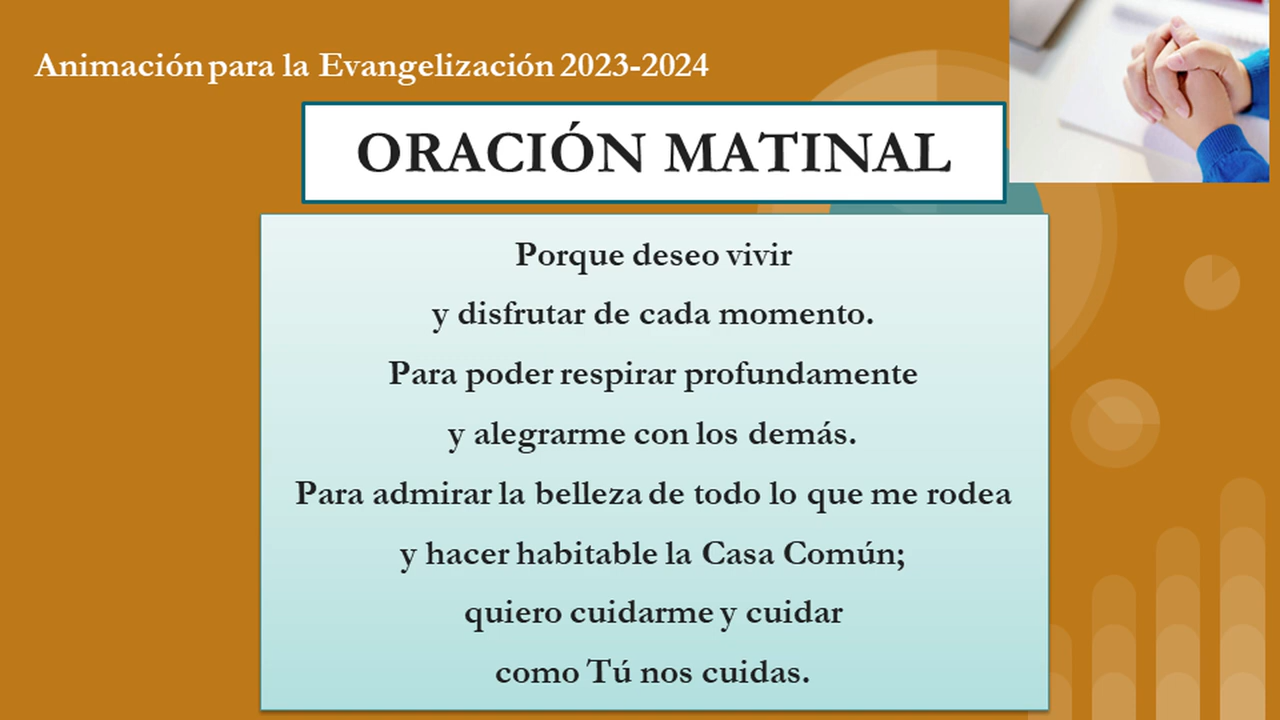 Animación para la Evangelización 2023-2024
ORACIÓN MATINAL
Porque deseo vivir
y disfrutar de cada momento.
Para poder respirar profundamente
y alegrarme con los demás.
Para admirar la belleza de todo lo que me rodea
y hacer habitable la Casa Común;
quiero cuidarme y cuidar
como Tú nos cuidas.